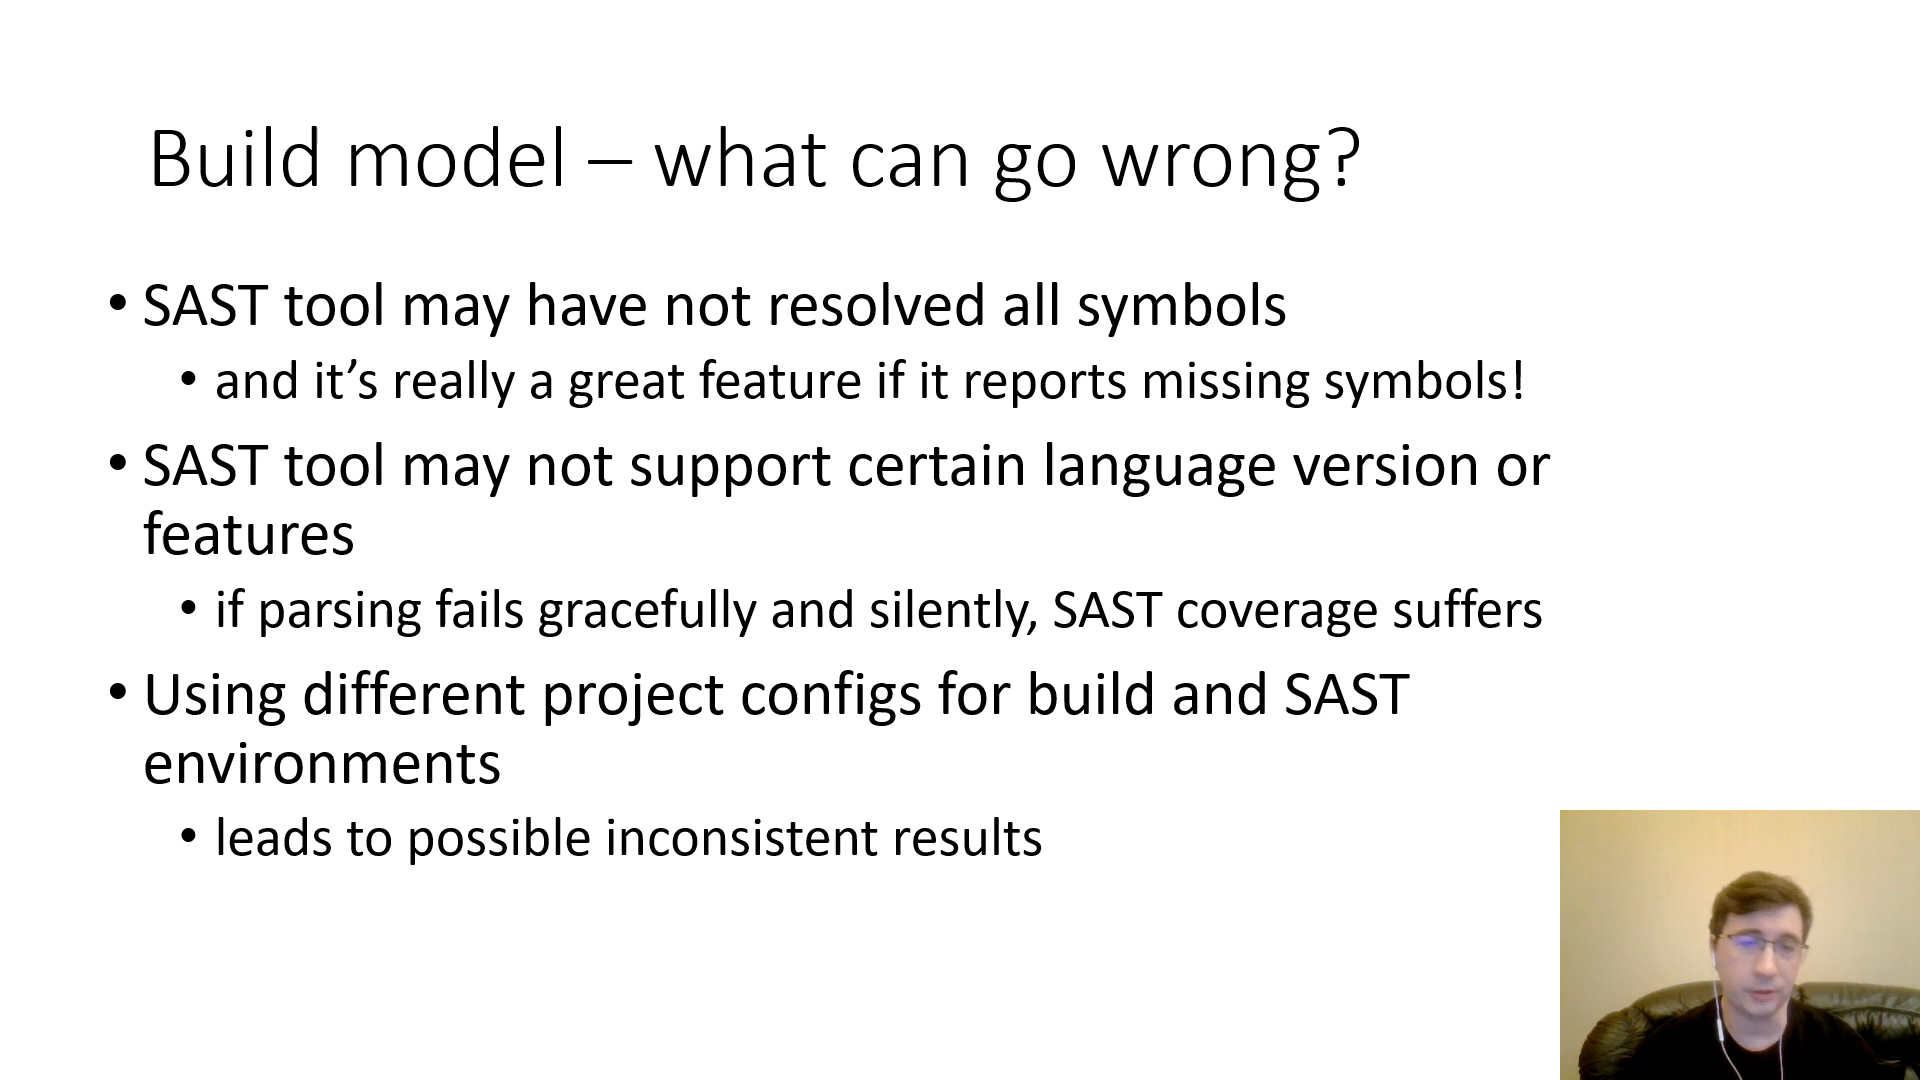 Build model – what can go wrong?
• SAST tool may have not resolved all symbols
• and it’s really a great feature if it reports missing symbols!
• SAST tool may not support certain language version or
features
• if parsing fails gracefully and silently, SAST coverage suffers
• Using different project configs for build and SAST
environments
• leads to possible inconsistent results